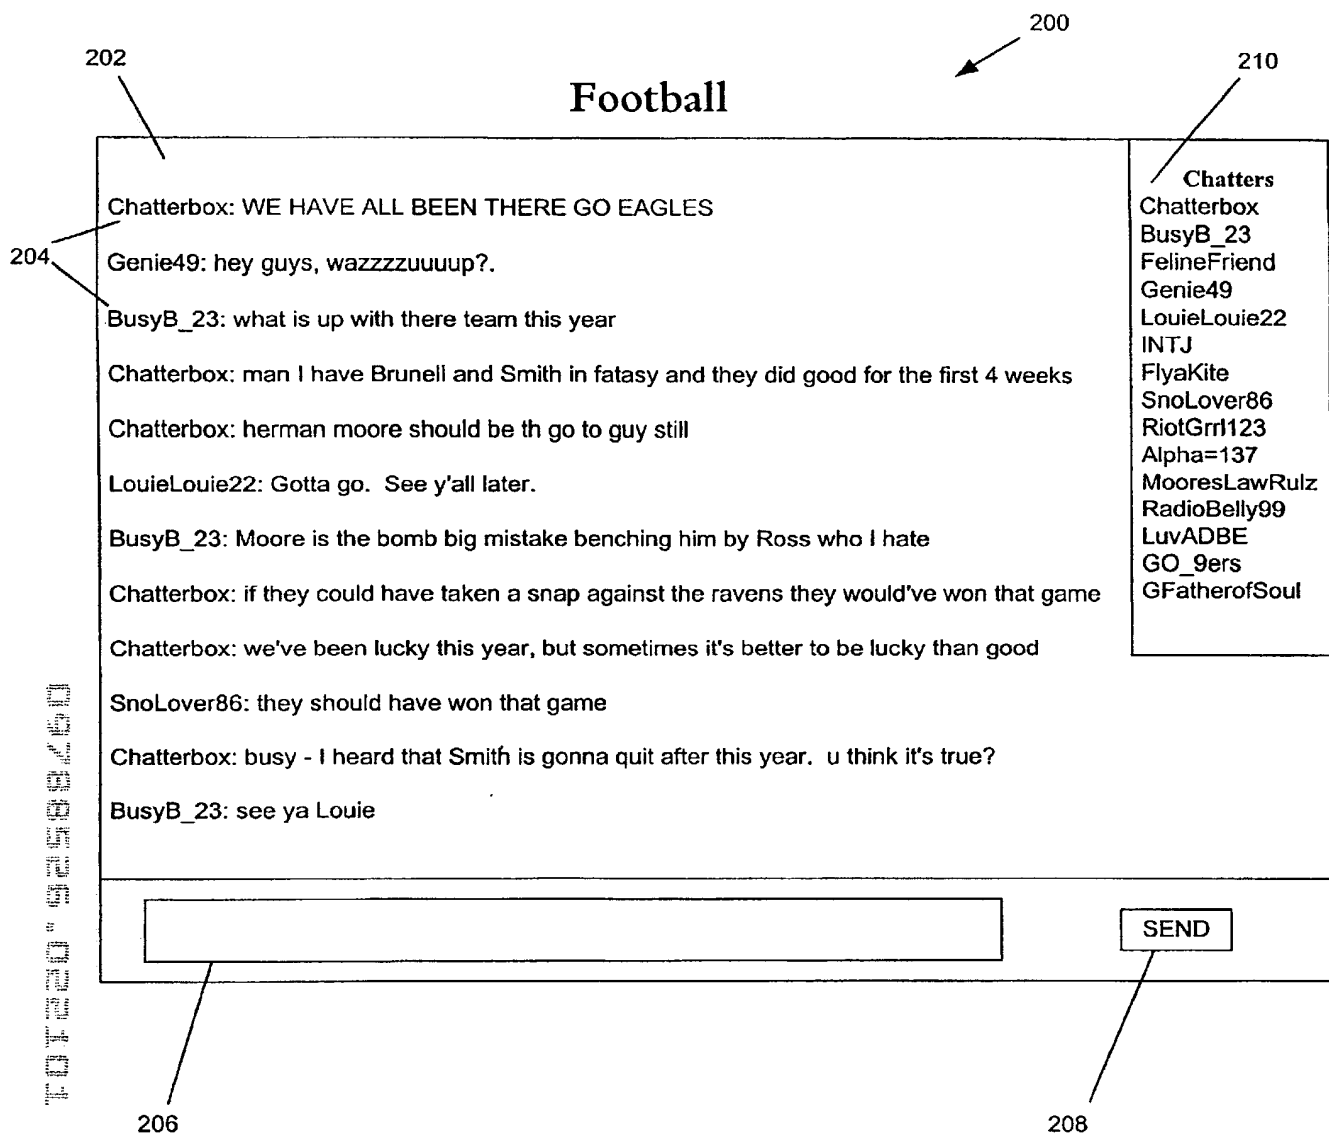 200
202
210
Football
Chatters
Chatterbox
BusyB_23
FelineFriend
Genie49
LouieLouie22
INTJ
FlyaKite
SnoLover86
RiotGrrl123
Alpha=137
MooresLawRulz
RadioBelly99
LuvADBE
GO_9ers
GFatherofSoul
204
Chatterbox: WE HAVE ALL BEEN THERE GO EAGLES
Genie49: hey guys, wazzzzuuuup?.
BusyB_23: what is up with there team this year
Chatterbox: man I have Brunell and Smith in fatasy and they did good for the first 4 weeks
Chatterbox: herman moore should be th go to guy still
LouieLouie22: Gotta go.  See y'all later.
BusyB_23: Moore is the bomb big mistake benching him by Ross who I hate
Chatterbox: if they could have taken a snap against the ravens they would've won that game
Chatterbox: we've been lucky this year, but sometimes it's better to be lucky than good
SnoLover86: they should have won that game
Chatterbox: busy - I heard that Smith is gonna quit after this year.  u think it's true?
BusyB_23: see ya Louie
SEND
206
208